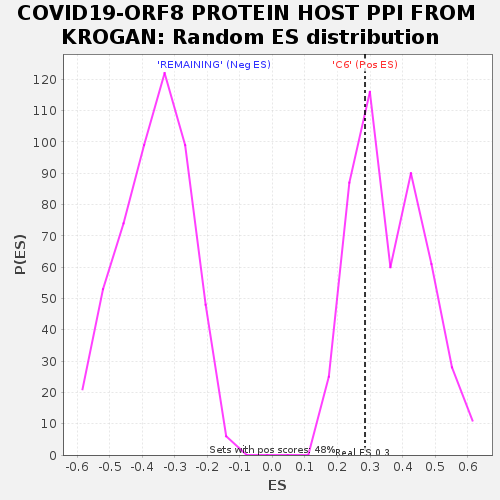 COVID19-ORF8 PROTEIN HOST PPI FROM
KROGAN: Random ES distribution
'REMAINING' (Neg ES)
'C6' (Pos ES)
120
110
100
90
80
70
60
50
40
30
20
10
0
P(ES)
Sets with pos scores: 48%
Real ES 0.3
-0.6 -0.5 -0.4 -0.3 -0.2 -0.1 0.0 0.1 0.2 0.3 0.4 0.5 0.6
ES